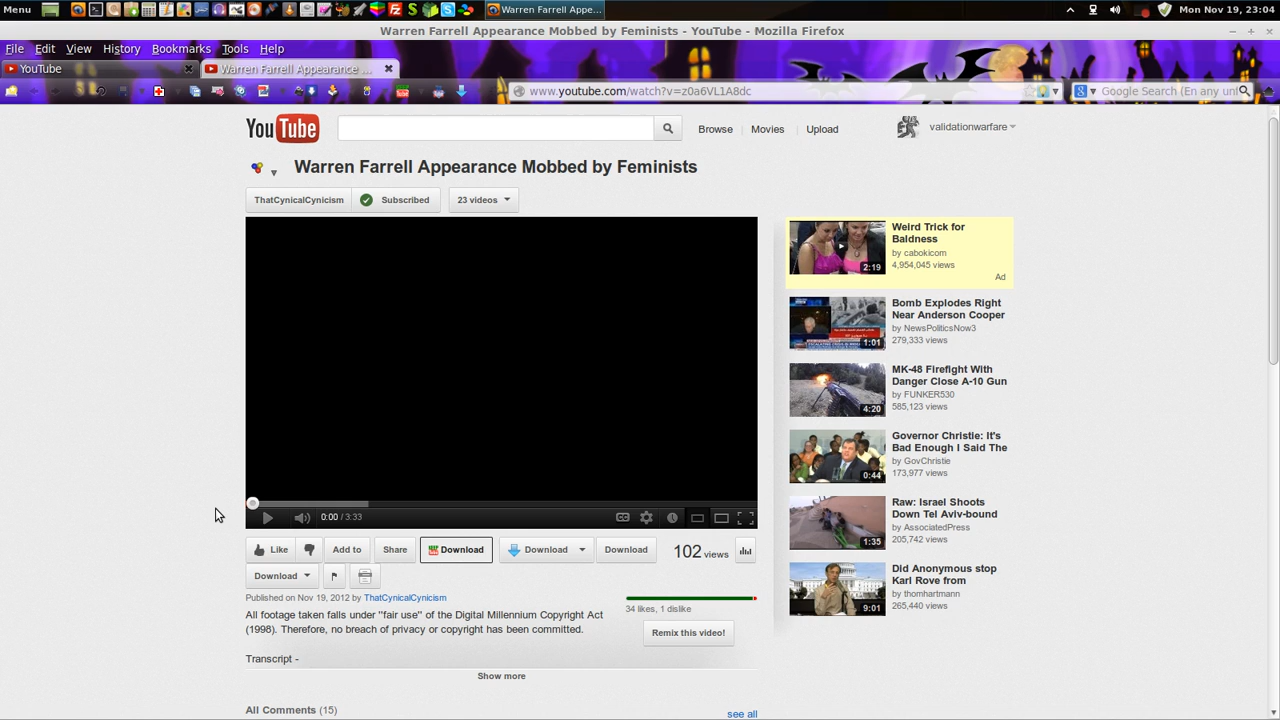 Menu
Warren Farrell Appe...
Mon Nov 19, 23:04
Warren Farrell Appearance Mobbed by Feminists - YouTube - Mozilla Firefox
File Edit View History Bookmarks Tools Help
YouTube
Warren Farrell Appearance ...
www.youtube.com/watch?v=z0a6VL1A8dc
Google Search (En any unf
YouTube
Browse Movies Upload
validationwarfare
Warren Farrell Appearance Mobbed by Feminists
ThatCynicalCynicism Subscribed 23 videos
0:00 / 3:33
CC
Like Add to Share Download Download Download
102 views
Download
Published on Nov 19, 2012 by ThatCynicalCynicism
All footage taken falls under "fair use" of the Digital Millennium Copyright Act
(1998). Therefore, no breach of privacy or copyright has been committed.
34 likes, 1 dislike
Remix this video!
Transcript -
Show more
All Comments (15)
see all
2:19
Weird Trick for
Baldness
by cabokicom
4,954,045 views
Ad
1:01
Bomb Explodes Right
Near Anderson Cooper
by NewsPoliticsNow3
279,333 views
4:20
MK-48 Firefight With
Danger Close A-10 Gun
by FUNKER530
585,123 views
0:44
Governor Christie: It's
Bad Enough I Said The
by GovChristie
173,977 views
1:35
Raw: Israel Shoots
Down Tel Aviv-bound
by AssociatedPress
205,742 views
9:01
Did Anonymous stop
Karl Rove from
by thomhartmann
265,440 views